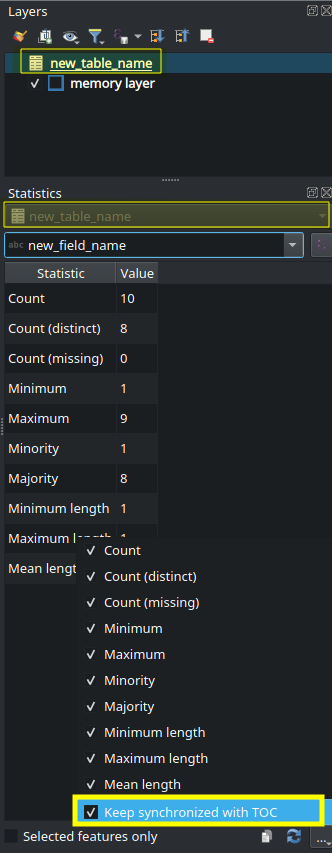 Layers
new_table_name
memory layer
Statistics
new_table_name
abc new_field_name
Statistic Value
Count 10
Count (distinct) 8
Count (missing) 0
Minimum 1
Maximum 9
Minority 1
Majority 8
Minimum length 1
Maximum length 1
Mean lengt
Count
Count (distinct)
Count (missing)
Minimum
Maximum
Minority
Majority
Minimum length
Maximum length
Mean length
Keep synchronized with TOC
Selected features only
...